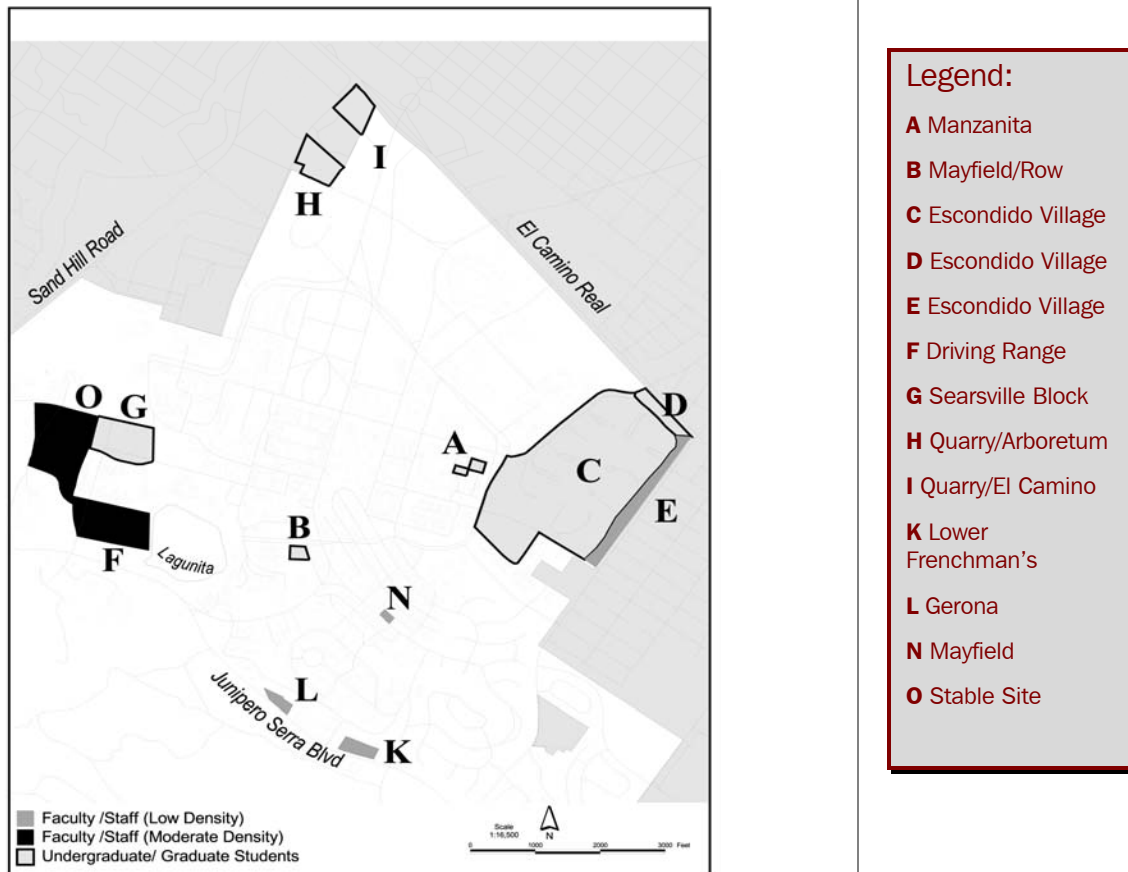 I
H
Sand Hill Road
El Camino Real
O
G
D
A
C
E
B
F
Lagunita
N
L
Junipero Serra Blvd
K
Faculty /Staff (Low Density)
Faculty /Staff (Moderate Density)
Undergraduate/ Graduate Students
Scale
1:16,500
N
0 1000 2000 3000 Feet
Legend:
A Manzanita
B Mayfield/Row
C Escondido Village
D Escondido Village
E Escondido Village
F Driving Range
G Searsville Block
H Quarry/Arboretum
I Quarry/El Camino
K Lower
Frenchman's
L Gerona
N Mayfield
O Stable Site